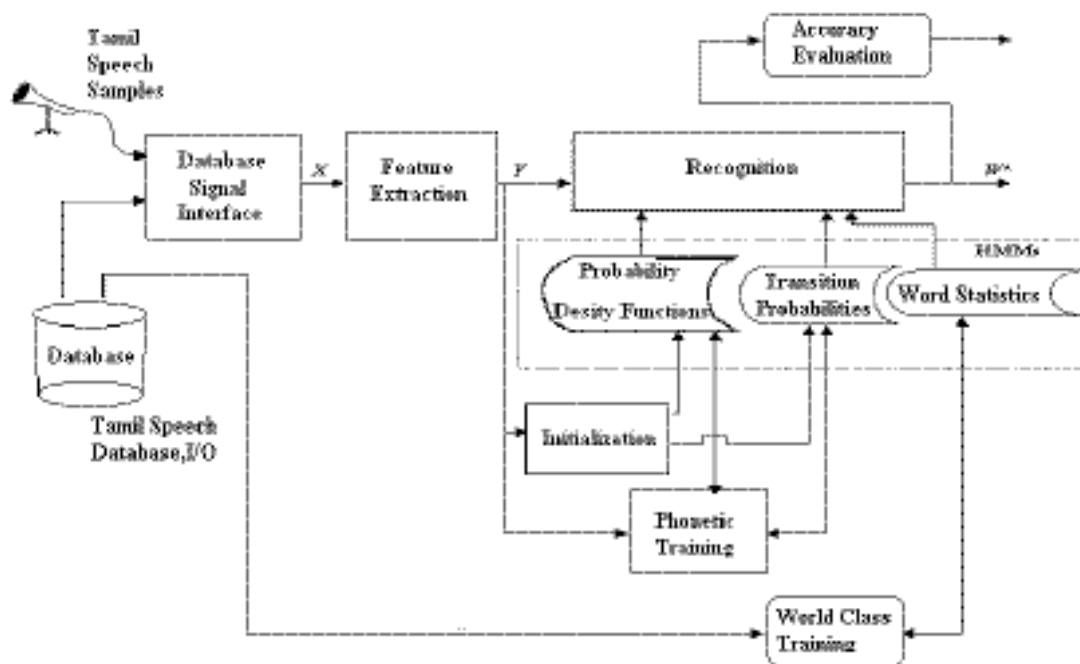 Tamil
Speech
Samples
Accuracy
Evaluation
Database
Signal
Interface
X
Feature
Extraction
Y
Recognition
HMMs
Probability
Desity Functions
Transition
Probabilities
Word Statistics
Database
Tamil Speech
Database,I/O
Initialization
Phonetic
Training
World Class
Training